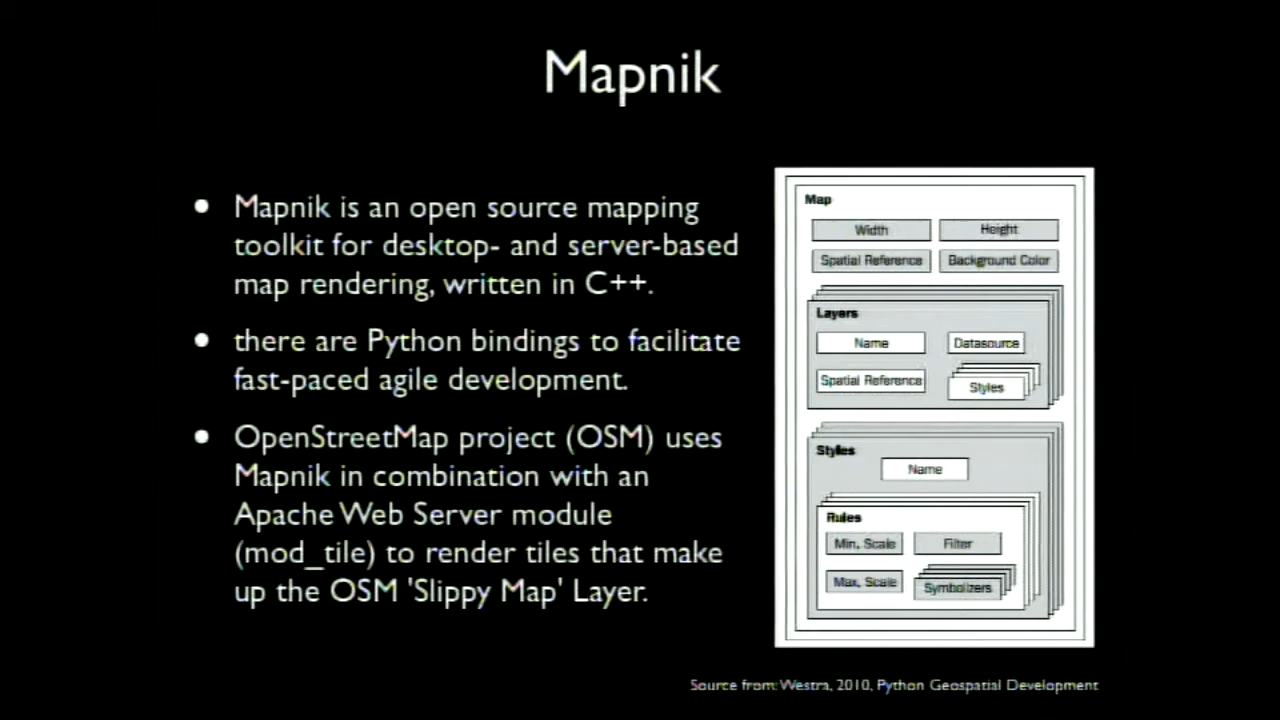 Mapnik
• Mapnik is an open source mapping
toolkit for desktop- and server-based
map rendering, written in C++.
• there are Python bindings to facilitate
fast-paced agile development.
• OpenStreetMap project (OSM) uses
Mapnik in combination with an
Apache Web Server module
(mod_tile) to render tiles that make
up the OSM 'Slippy Map' Layer.
Map
Width Height
Spatial Reference Background Color
Layers
Name Datasource
Spatial Reference Styles
Styles
Name
Rules
Min. Scale Filter
Max. Scale Symbolizers
Source from: Westra, 2010, Python Geospatial Development